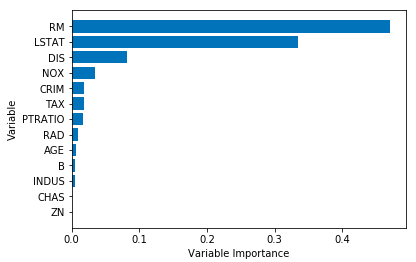 RM
LSTAT
DIS
NOX
CRIM
TAX
PTRATIO
RAD
AGE
B
INDUS
CHAS
ZN
Variable
0.0 0.1 0.2 0.3 0.4
Variable Importance